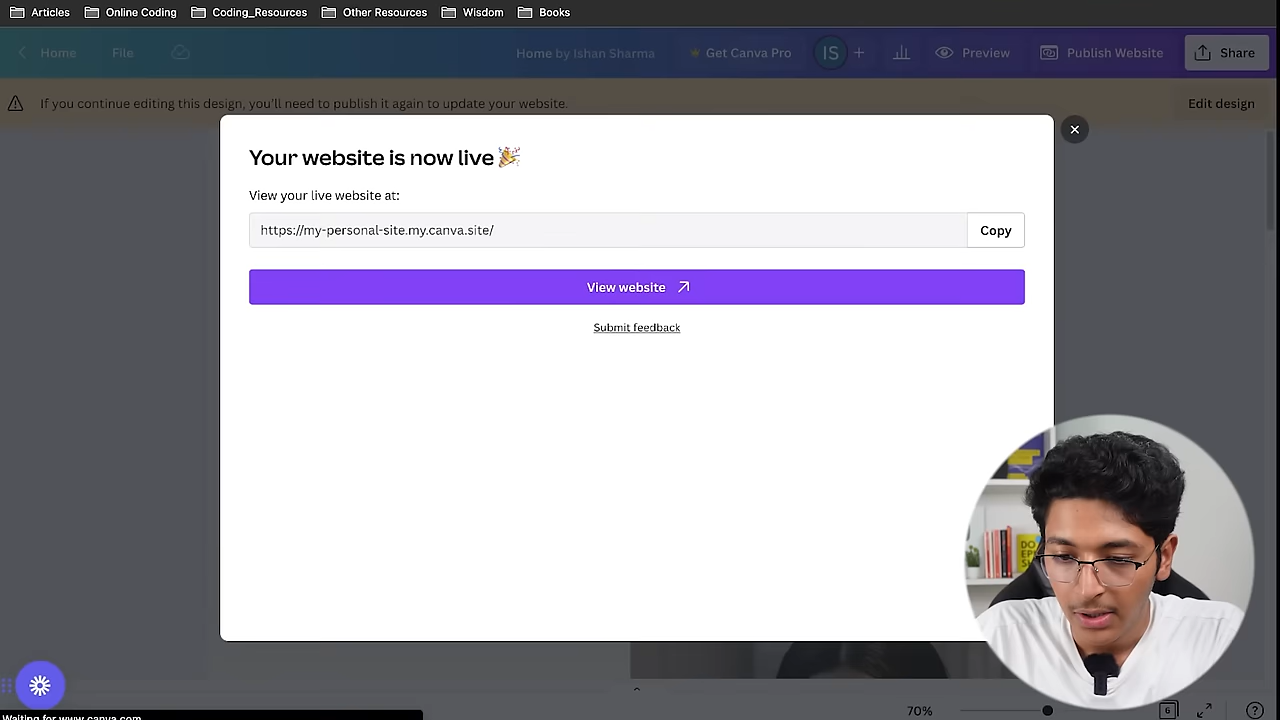 Articles Online Coding Coding_Resources Other Resources Wisdom Books
Home File Home by Ishan Sharma Get Canva Pro IS + Preview Publish Website Share
If you continue editing this design, you'll need to publish it again to update your website. Edit design
Your website is now live
View your live website at:
https://my-personal-site.my.canva.site/ Copy
View website
Submit feedback
DO
EP
Waiting for www.canva.com
70% 6 ?